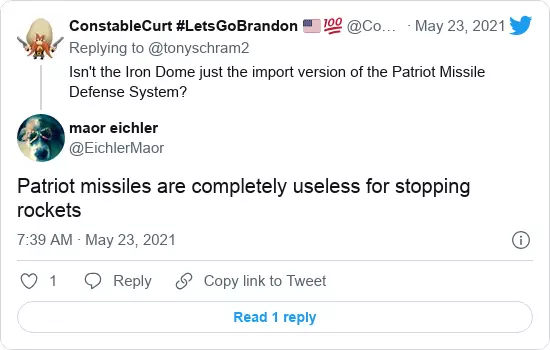 ConstableCurt #LetsGoBrandon 🇺🇸💯 @Co… · May 23, 2021
Replying to @tonyschram2
Isn't the Iron Dome just the import version of the Patriot Missile
Defense System?
maor eichler
@EichlerMaor
Patriot missiles are completely useless for stopping
rockets
7:39 AM · May 23, 2021
1 Reply Copy link to Tweet
Read 1 reply